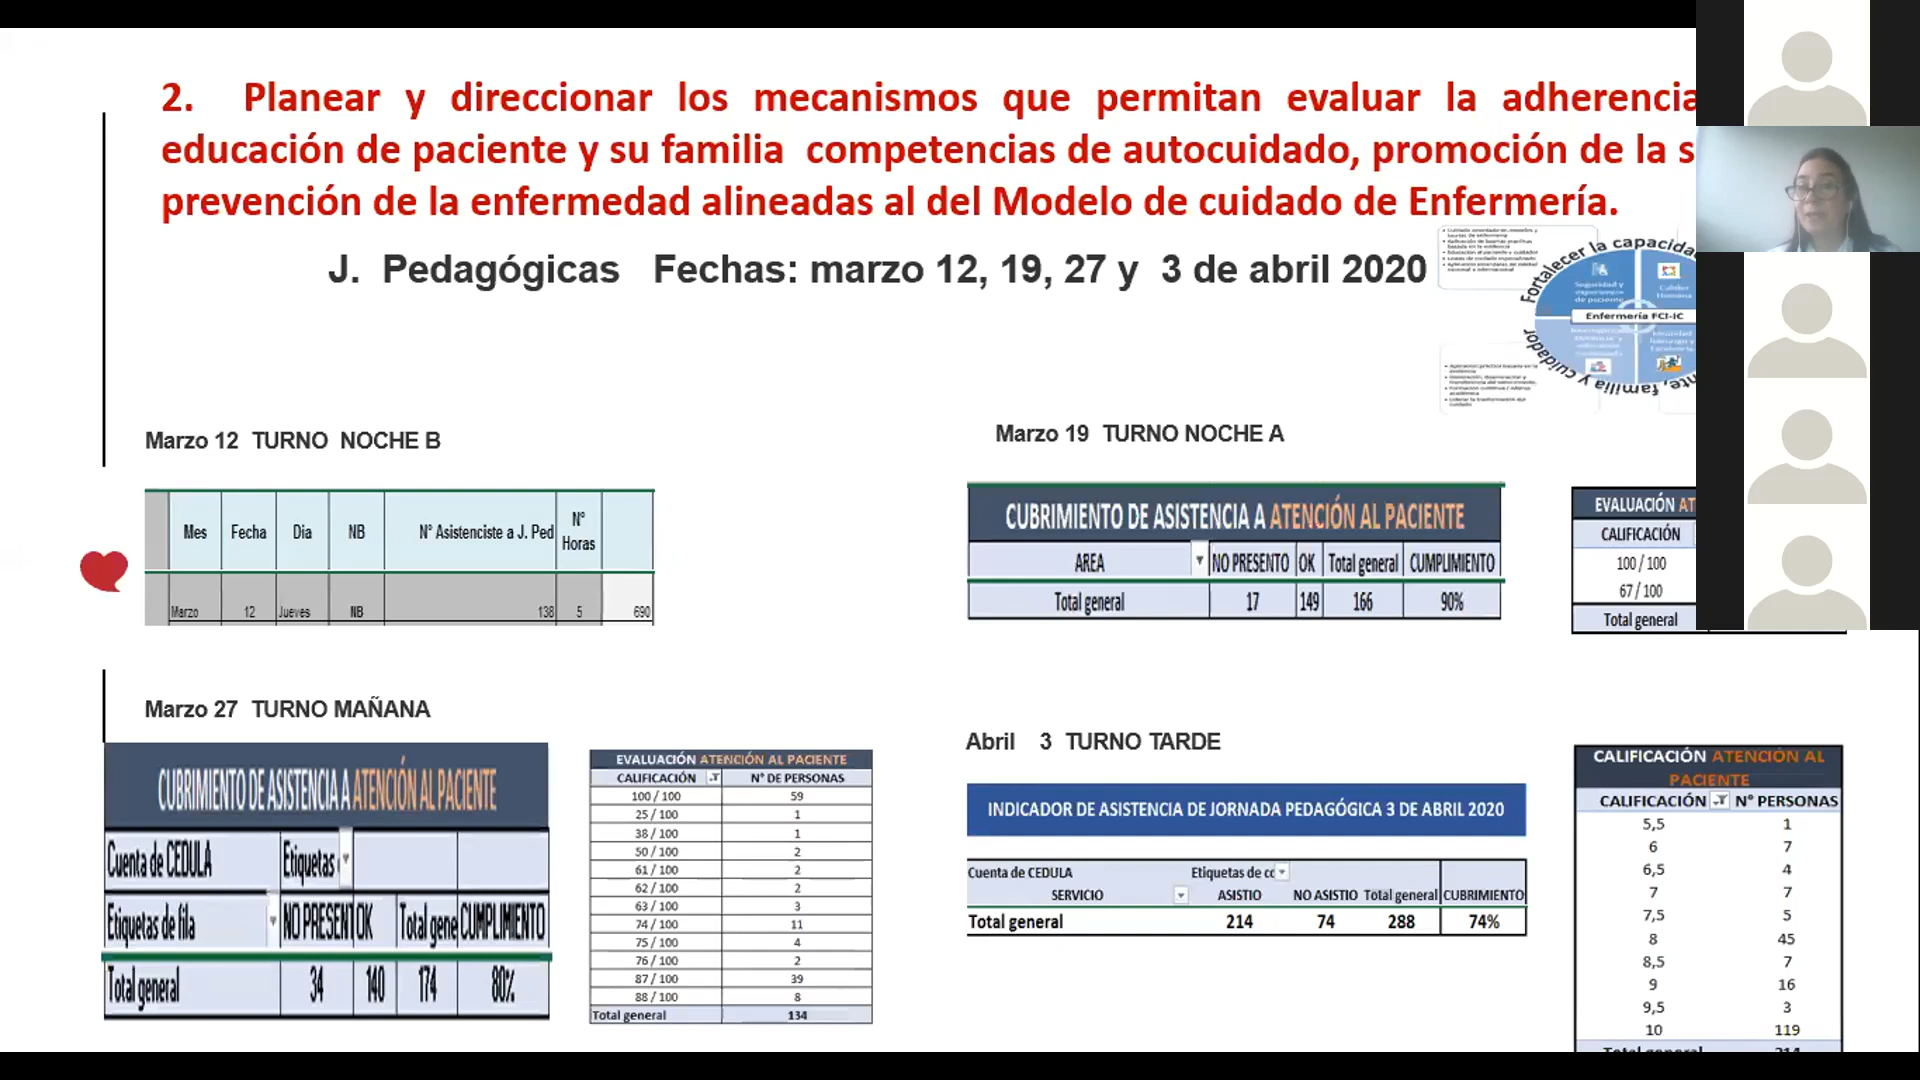 2. Planear y direccionar los mecanismos que permitan evaluar la adherencia
educación de paciente y su familia competencias de autocuidado, promoción de la s
prevención de la enfermedad alineadas al del Modelo de cuidado de Enfermería.
J. Pedagógicas Fechas: marzo 12, 19, 27 y 3 de abril 2020
Fortalecer la capacida
Enfermería FCI-IC
familia y cuidador
Marzo 12 TURNO NOCHE B
Mes Fecha Dia NB N° Asistenciste a J. Ped N° Horas
Marzo 12 Jueves NB 138 5 690
Marzo 19 TURNO NOCHE A
CUBRIMIENTO DE ASISTENCIA A ATENCIÓN AL PACIENTE
AREA NO PRESENTO OK Total general CUMPLIMIENTO
Total general 17 149 166 90%
EVALUACIÓN AT
CALIFICACIÓN
100 / 100
67 / 100
Total general
Marzo 27 TURNO MAÑANA
CUBRIMIENTO DE ASISTENCIA A ATENCIÓN AL PACIENTE
Cuenta de CEDULA Etiquetas
Etiquetas de fila NO PRESENT OK Total gene CUMPLIMIENTO
Total general 34 140 174 80%
EVALUACIÓN ATENCIÓN AL PACIENTE
CALIFICACIÓN N° DE PERSONAS
100 / 100 59
25 / 100 1
38 / 100 1
50 / 100 2
61 / 100 2
62 / 100 2
63 / 100 3
74 / 100 11
75 / 100 4
76 / 100 2
87 / 100 39
88 / 100 8
Total general 134
Abril 3 TURNO TARDE
INDICADOR DE ASISTENCIA DE JORNADA PEDAGÓGICA 3 DE ABRIL 2020
Cuenta de CEDULA Etiquetas de cc
SERVICIO ASISTIO NO ASISTIO Total general CUBRIMIENTO
Total general 214 74 288 74%
CALIFICACIÓN ATENCIÓN AL
PACIENTE
CALIFICACIÓN N° PERSONAS
5,5 1
6 7
6,5 4
7 7
7,5 5
8 45
8,5 7
9 16
9,5 3
10 119
Total general 214